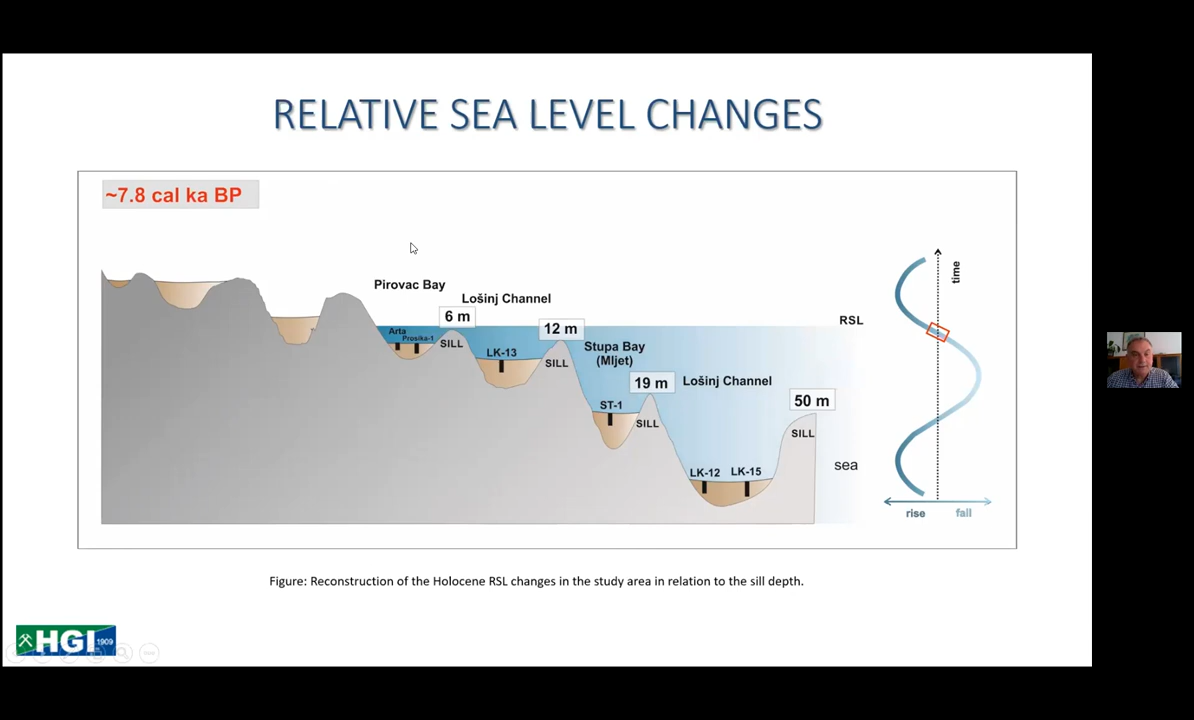 RELATIVE SEA LEVEL CHANGES
~7.8 cal ka BP
Pirovac Bay
Lošinj Channel
6 m
12 m
RSL
time
Arta
Prosika-1
SILL
LK-13
SILL
Stupa Bay
(Mljet)
19 m
Lošinj Channel
50 m
ST-1
SILL
SILL
LK-12
LK-15
sea
rise
fall
Figure: Reconstruction of the Holocene RSL changes in the study area in relation to the sill depth.
HGI
1909